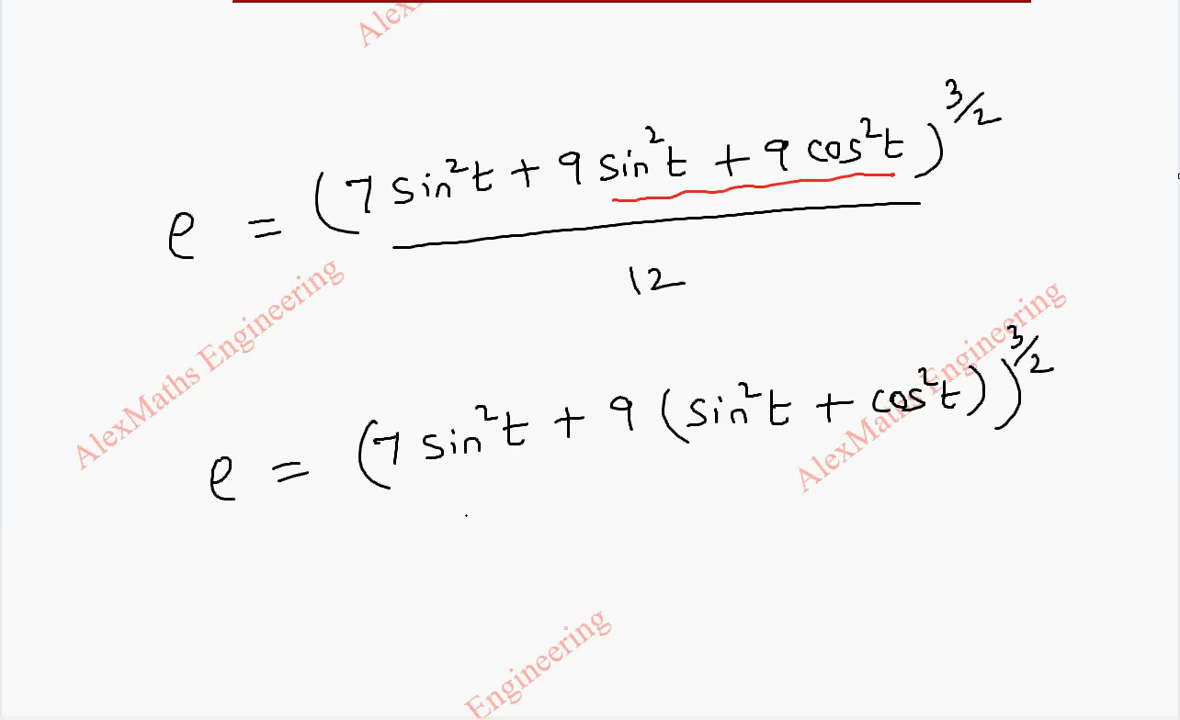 Alex
ρ = (7 sin²t + 9 sin²t + 9 cos²t)^3/2
12
AlexMaths Engineering
AlexMaths Engineering
ρ = (7 sin²t + 9 (sin²t + cos²t))^3/2
Engineering